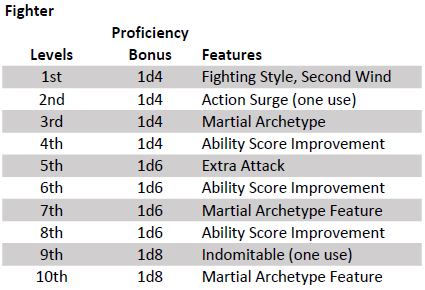 Fighter
Proficiency
Levels Bonus Features
1st 1d4 Fighting Style, Second Wind
2nd 1d4 Action Surge (one use)
3rd 1d4 Martial Archetype
4th 1d4 Ability Score Improvement
5th 1d6 Extra Attack
6th 1d6 Ability Score Improvement
7th 1d6 Martial Archetype Feature
8th 1d6 Ability Score Improvement
9th 1d8 Indomitable (one use)
10th 1d8 Martial Archetype Feature